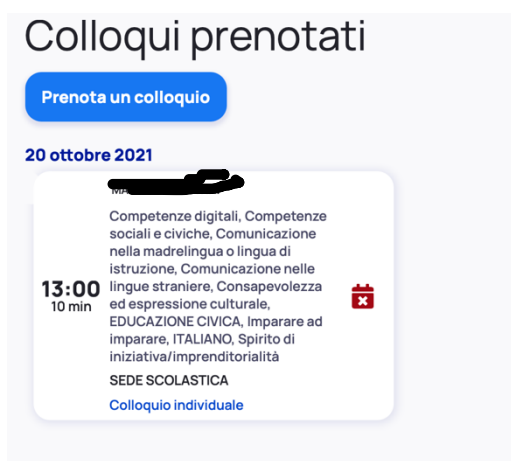 Colloqui prenotati
Prenota un colloquio
20 ottobre 2021
Competenze digitali, Competenze
sociali e civiche, Comunicazione
nella madrelingua o lingua di
istruzione, Comunicazione nelle
lingue straniere, Consapevolezza
ed espressione culturale,
EDUCAZIONE CIVICA, Imparare ad
imparare, ITALIANO, Spirito di
iniziativa/imprenditorialità
13:00
10 min
SEDE SCOLASTICA
Colloquio individuale